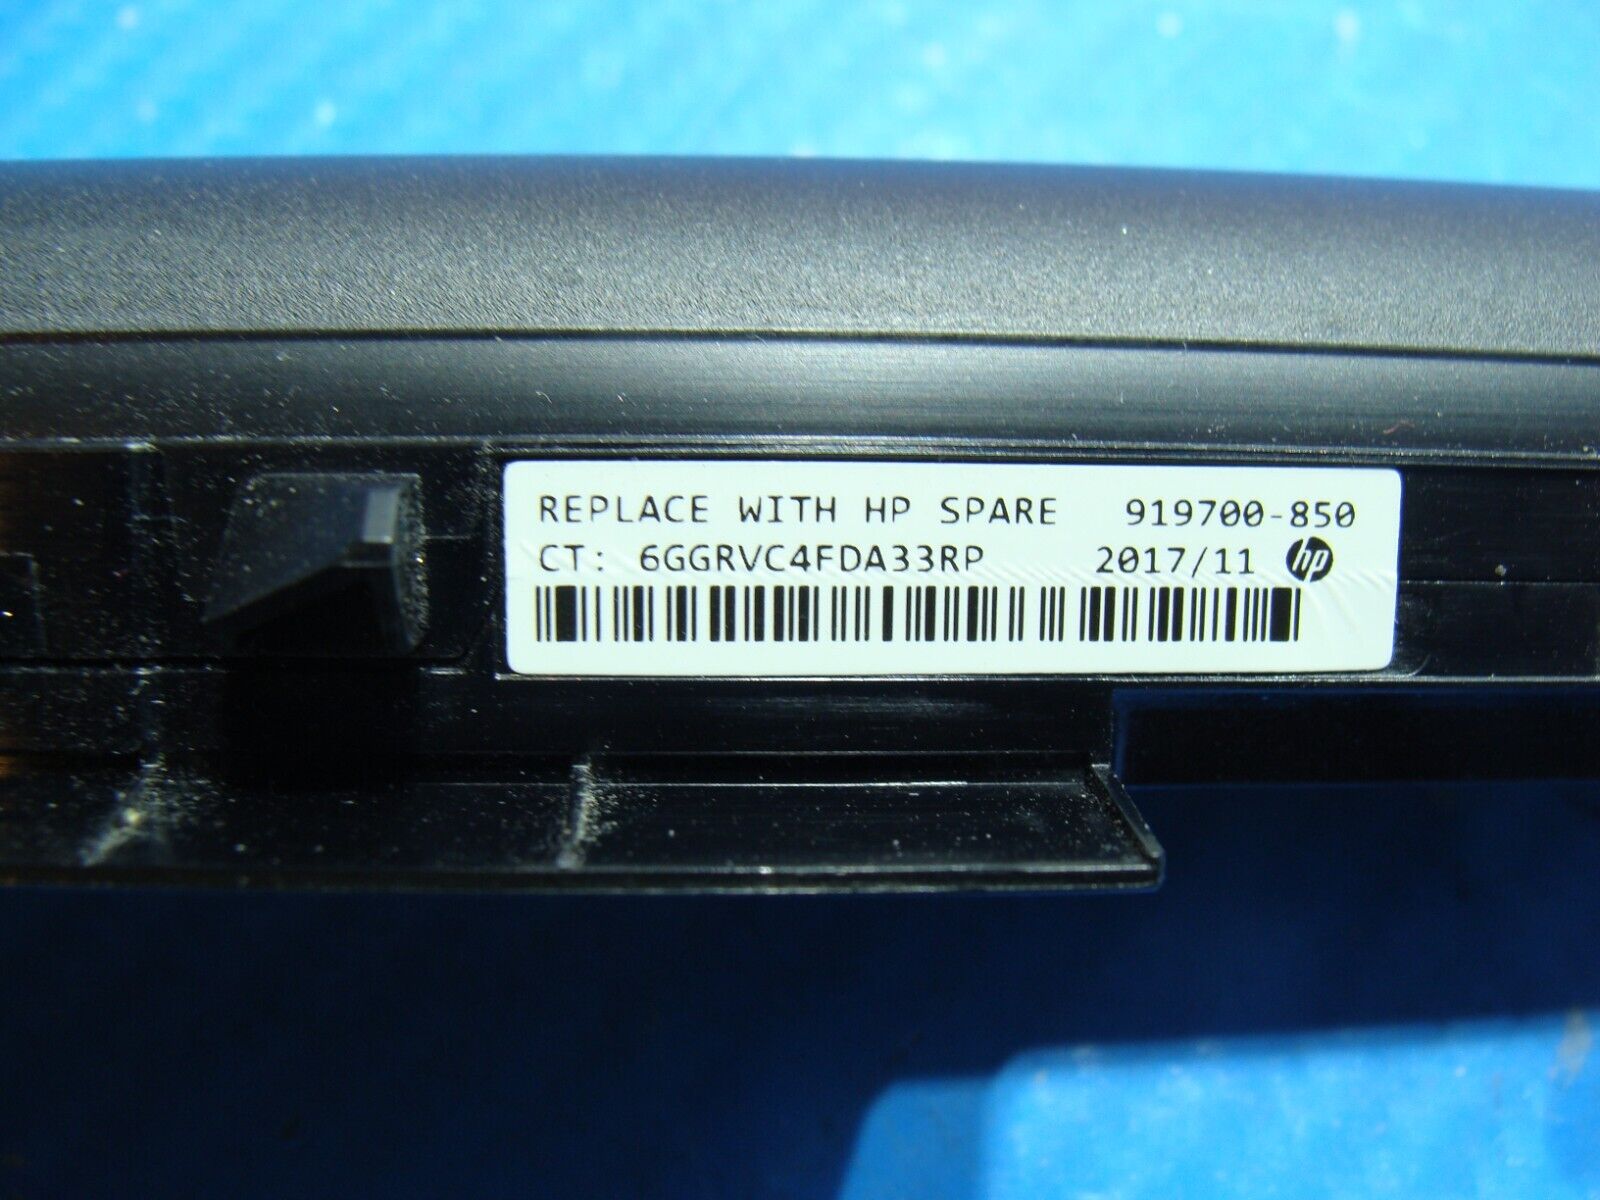 REPLACE WITH HP SPARE 919700-850
CT: 6GGRVC4FDA33RP 2017/11 hp